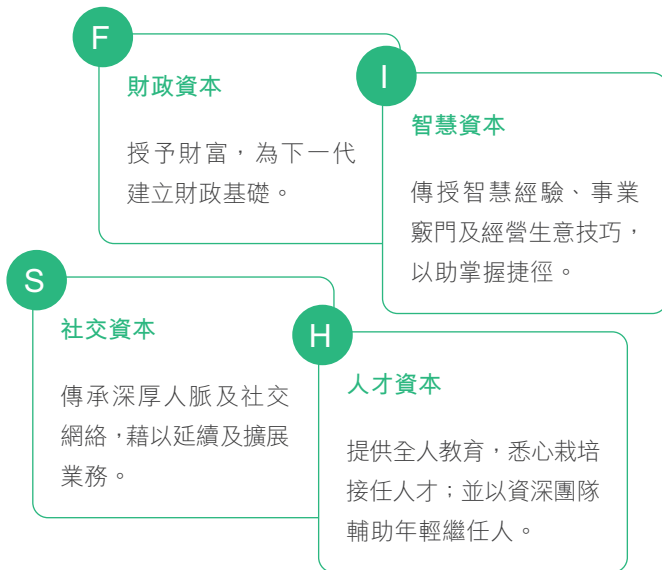 F
財政資本
授予財富，為下一代
建立財政基礎。
I
智慧資本
傳授智慧經驗、事業
竅門及經營生意技巧，
以助掌握捷徑。
S
社交資本
傳承深厚人脈及社交
網絡，藉以延續及擴展
業務。
H
人才資本
提供全人教育，悉心栽培
接任人才；並以資深團隊
輔助年輕繼任人。